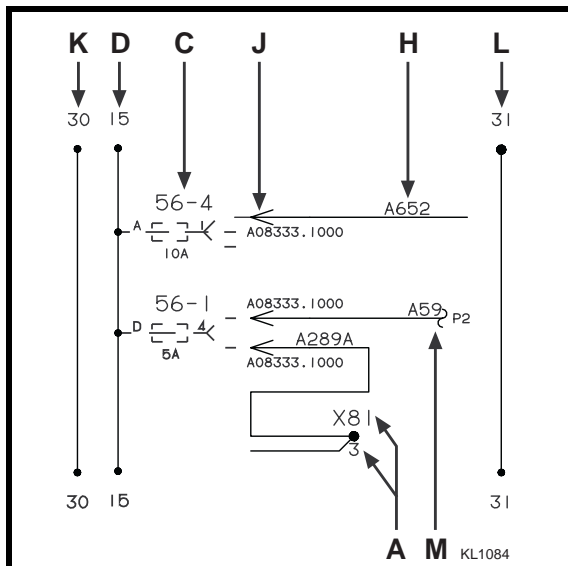 K D C J H L
30 15 31
56-4
A 1 A652
10A A08333.1000
56-1 A08333.1000
D 4 A59 P2
5A A289A
A08333.1000
X81
3
30 15 31
A M KL1084